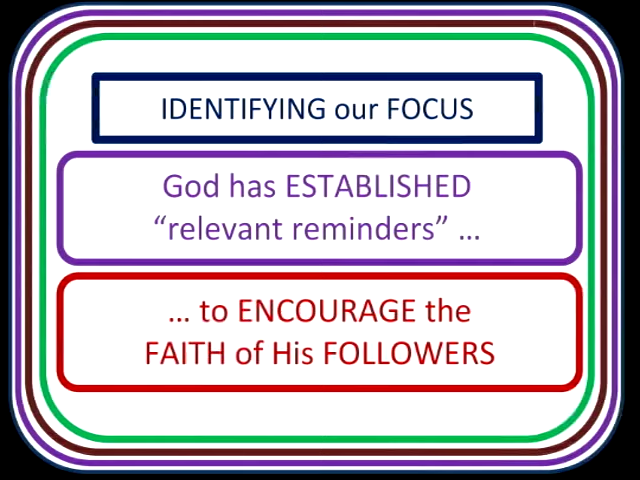 IDENTIFYING our FOCUS
God has ESTABLISHED
“relevant reminders” …
… to ENCOURAGE the
FAITH of His FOLLOWERS